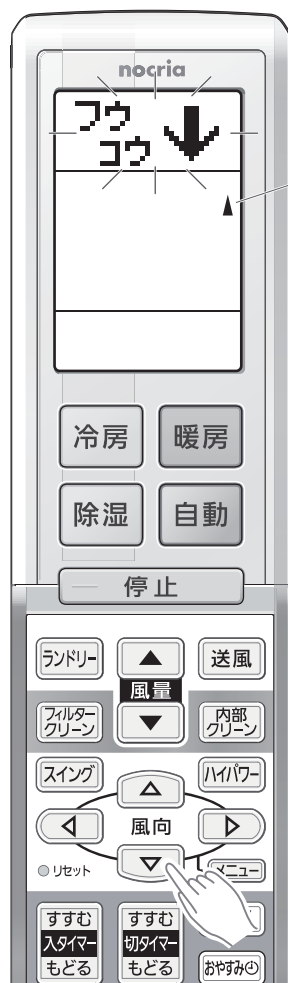 nocria
フウ
コウ
冷房
暖房
除湿
自動
停止
ランドリー
風量
送風
フィルター
クリーン
内部
クリーン
スイング
ハイパワー
風向
リセット
メニュー
すすむ
入タイマー
もどる
すすむ
切タイマー
もどる
おやすみ